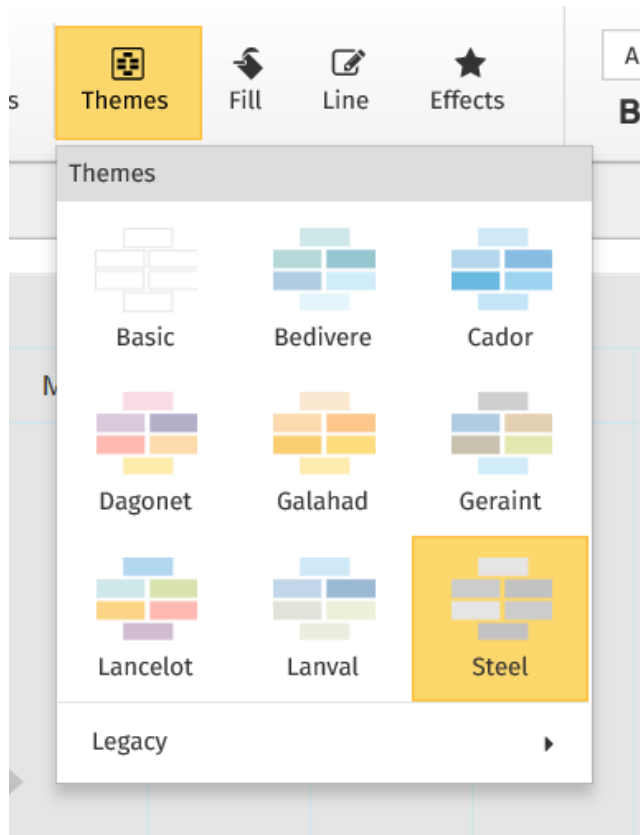 s Themes Fill Line Effects A
B
Themes
Basic Bedivere Cador
M
Dagonet Galahad Geraint
Lancelot Lanval Steel
Legacy